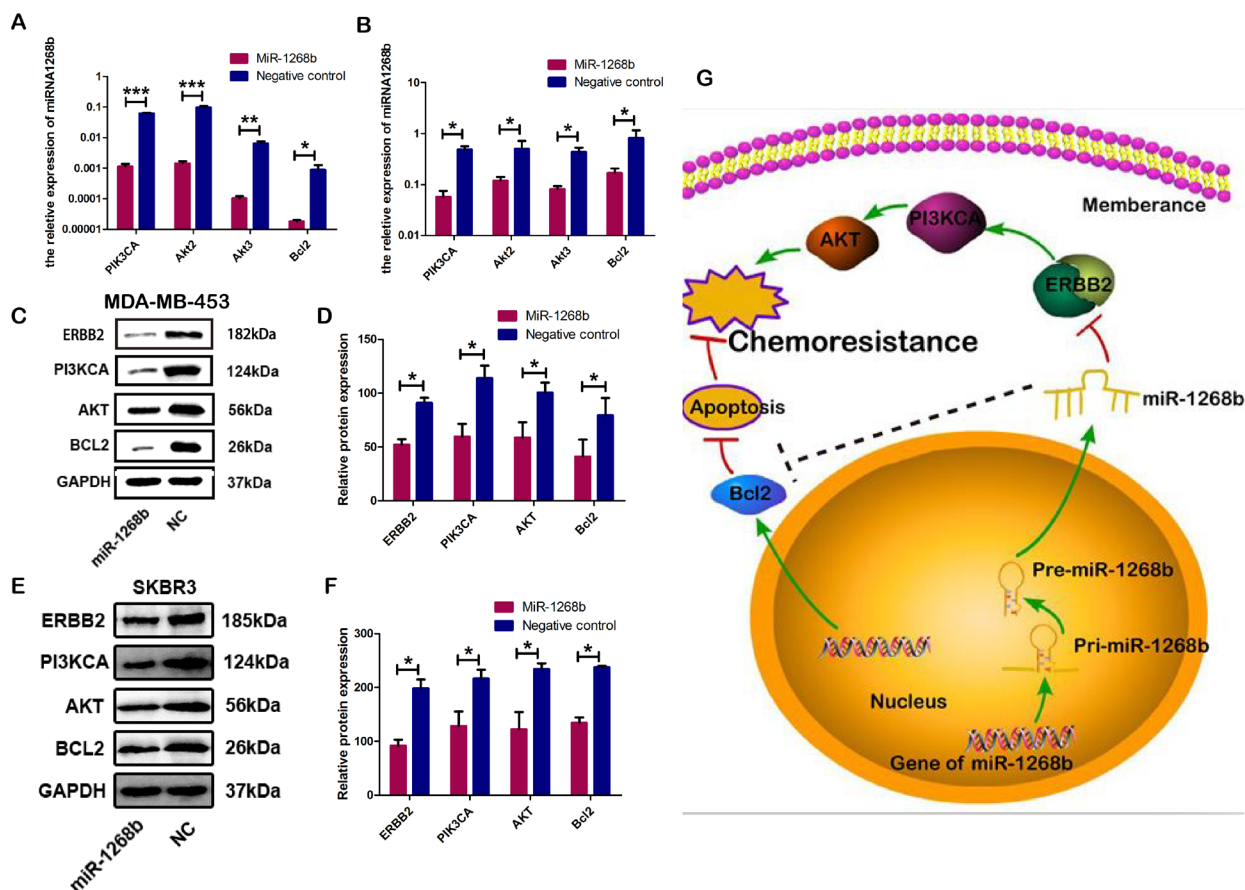 A
the reletive expression of miRNA1268b
MiR-1268b
Negative control
1
0.1
0.01
0.001
0.0001
0.00001
***
***
**
*
PIK3CA
Akt2
Akt3
Bcl2
B
the reletive expression of miRNA1268b
MiR-1268b
Negative control
10
1
0.1
0.01
*
*
*
*
PIK3CA
Akt2
Akt3
Bcl2
C
MDA-MB-453
ERBB2 182kDa
PI3KCA 124kDa
AKT 56kDa
BCL2 26kDa
GAPDH 37kDa
miR-1268b
NC
D
Relative protein expression
MiR-1268b
Negative control
150
100
50
0
*
*
*
*
ERBB2
PIK3CA
AKT
Bcl2
E
SKBR3
ERBB2 185kDa
PI3KCA 124kDa
AKT 56kDa
BCL2 26kDa
GAPDH 37kDa
miR-1268b
NC
F
Relative protein expression
MiR-1268b
Negative control
300
200
100
0
*
*
*
*
ERBB2
PIK3CA
AKT
Bcl2
G
Memberance
PI3KCA
AKT
ERBB2
Chemoresistance
miR-1268b
Apoptosis
Bcl2
Pre-miR-1268b
Pri-miR-1268b
Nucleus
Gene of miR-1268b